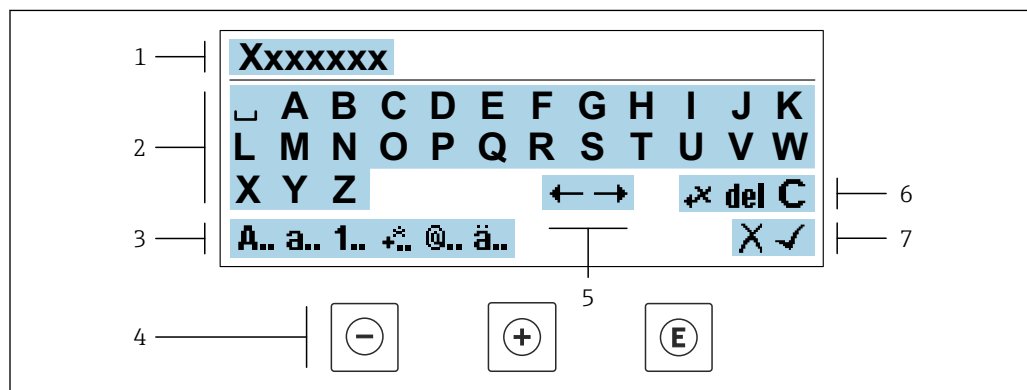 1 Xxxxxxx
␣ A B C D E F G H I J K
2 L M N O P Q R S T U V W
X Y Z ← → ₊× del C 6
3 A.. a.. 1.. +*.. @.. ä.. X ✓ 7
5
4 − + E